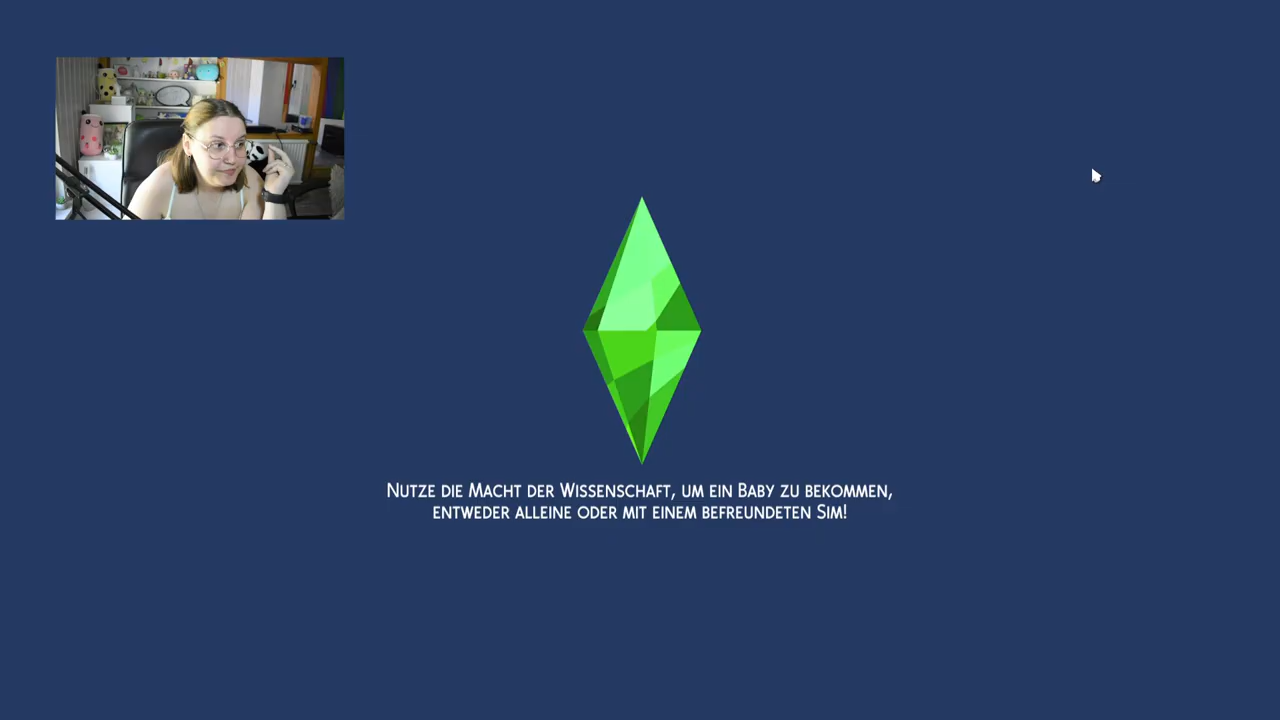 Nutze die Macht der Wissenschaft, um ein Baby zu bekommen,
entweder alleine oder mit einem befreundeten Sim!